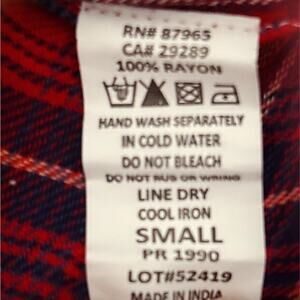 RN# 87965
CA# 29289
100% RAYON
HAND WASH SEPARATELY
IN COLD WATER
DO NOT BLEACH
DO NOT RUB OR WRING
LINE DRY
COOL IRON
SMALL
PR 1990
LOT#52419
MADE IN INDIA